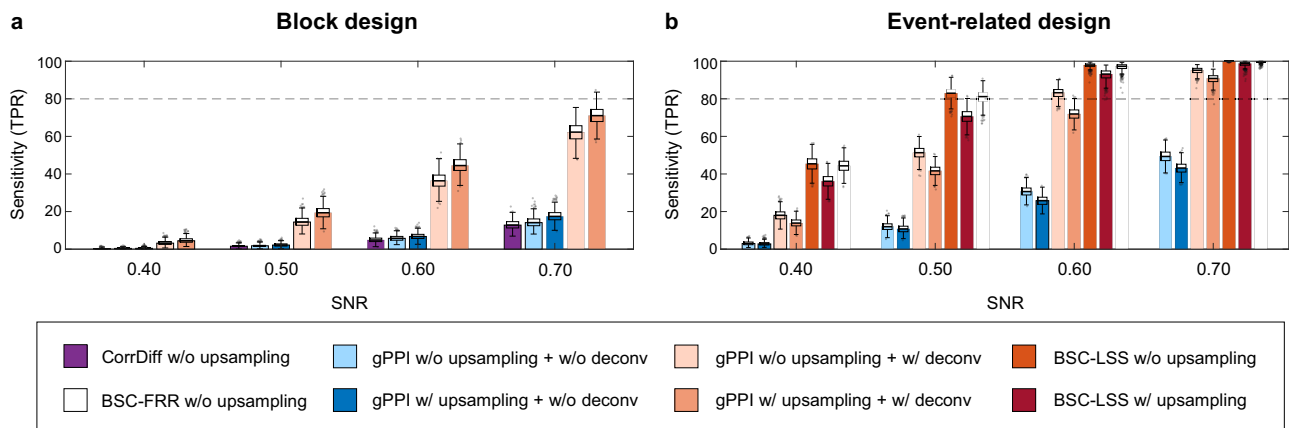 a Block design
b Event-related design
Sensitivity (TPR)
100
80
60
40
20
0
0.40 0.50 0.60 0.70
SNR
Sensitivity (TPR)
100
80
60
40
20
0
0.40 0.50 0.60 0.70
SNR
CorrDiff w/o upsampling
gPPI w/o upsampling + w/o deconv
gPPI w/o upsampling + w/ deconv
BSC-LSS w/o upsampling
BSC-FRR w/o upsampling
gPPI w/ upsampling + w/o deconv
gPPI w/ upsampling + w/ deconv
BSC-LSS w/ upsampling